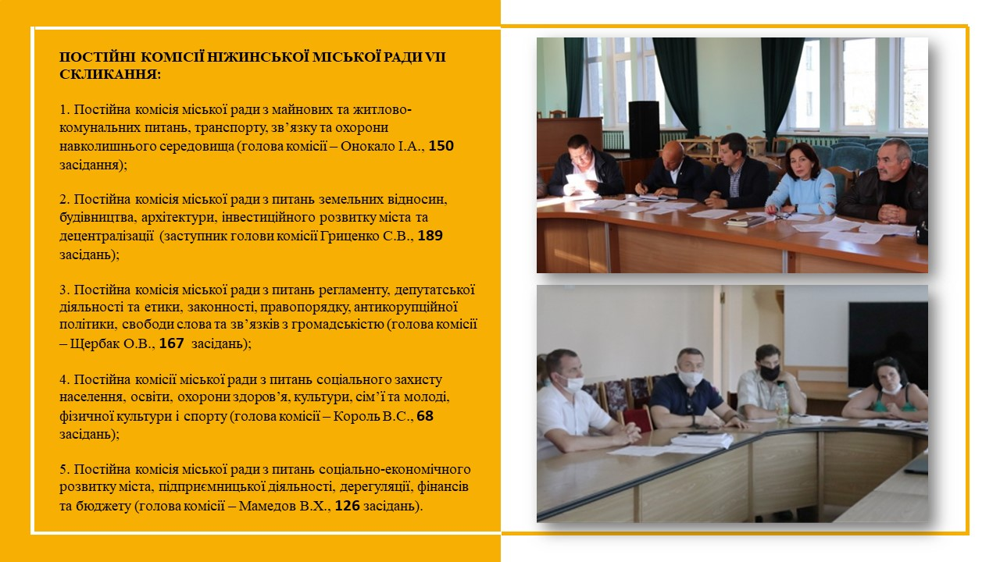 ПОСТІЙНІ КОМІСІЇ НІЖИНСЬКОЇ МІСЬКОЇ РАДИ VII
СКЛИКАННЯ:
1. Постійна комісія міської ради з майнових та житлово-
комунальних питань, транспорту, зв’язку та охорони
навколишнього середовища (голова комісії – Онокало І.А., 150
засідання);
2. Постійна комісія міської ради з питань земельних відносин,
будівництва, архітектури, інвестиційного розвитку міста та
децентралізації (заступник голови комісії Гриценко С.В., 189
засідань);
3. Постійна комісія міської ради з питань регламенту, депутатської
діяльності та етики, законності, правопорядку, антикорупційної
політики, свободи слова та зв’язків з громадськістю (голова комісії
– Щербак О.В., 167 засідань);
4. Постійна комісії міської ради з питань соціального захисту
населення, освіти, охорони здоров’я, культури, сім’ї та молоді,
фізичної культури і спорту (голова комісії – Король В.С., 68
засідань);
5. Постійна комісія міської ради з питань соціально-економічного
розвитку міста, підприємницької діяльності, дерегуляції, фінансів
та бюджету (голова комісії – Мамедов В.Х., 126 засідань).